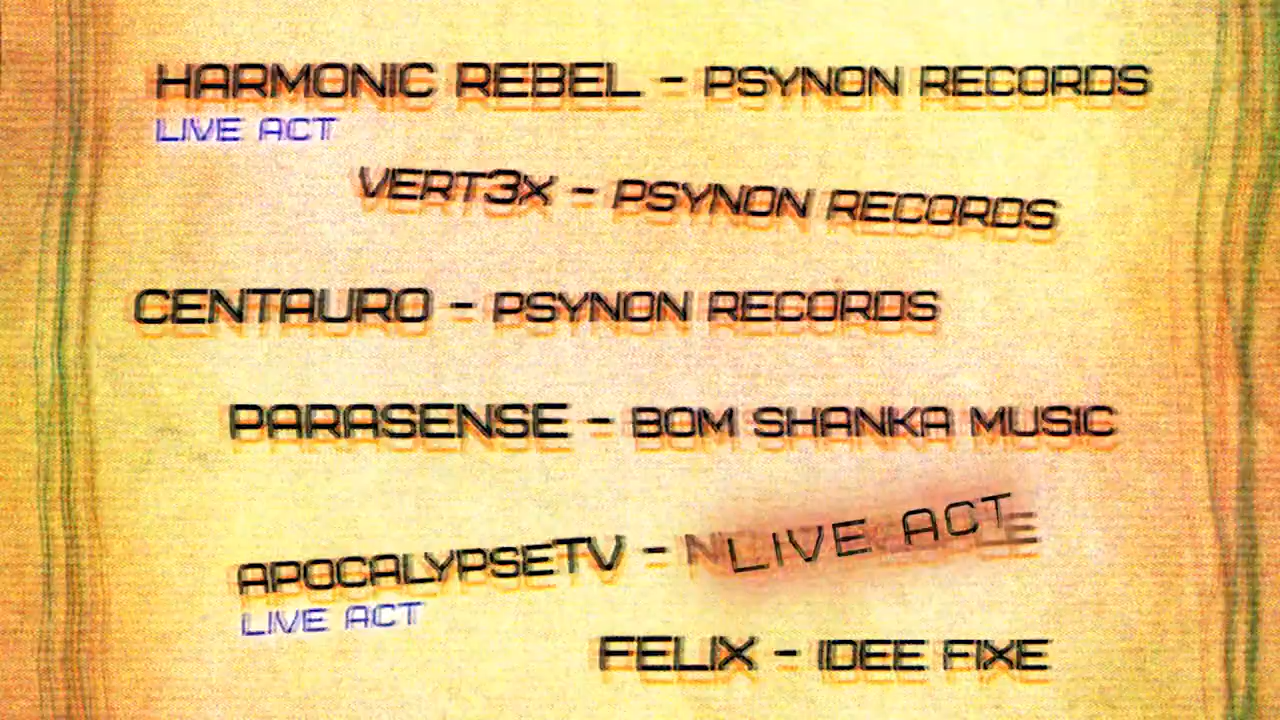 HARMONIC REBEL - PSYNON RECORDS
LIVE ACT
VERT3X - PSYNON RECORDS
CENTAURO - PSYNON RECORDS
PARASENSE - BOM SHANKA MUSIC
APOCALYPSETV - LIVE ACT
LIVE ACT
FELIX - IDEE FIXE